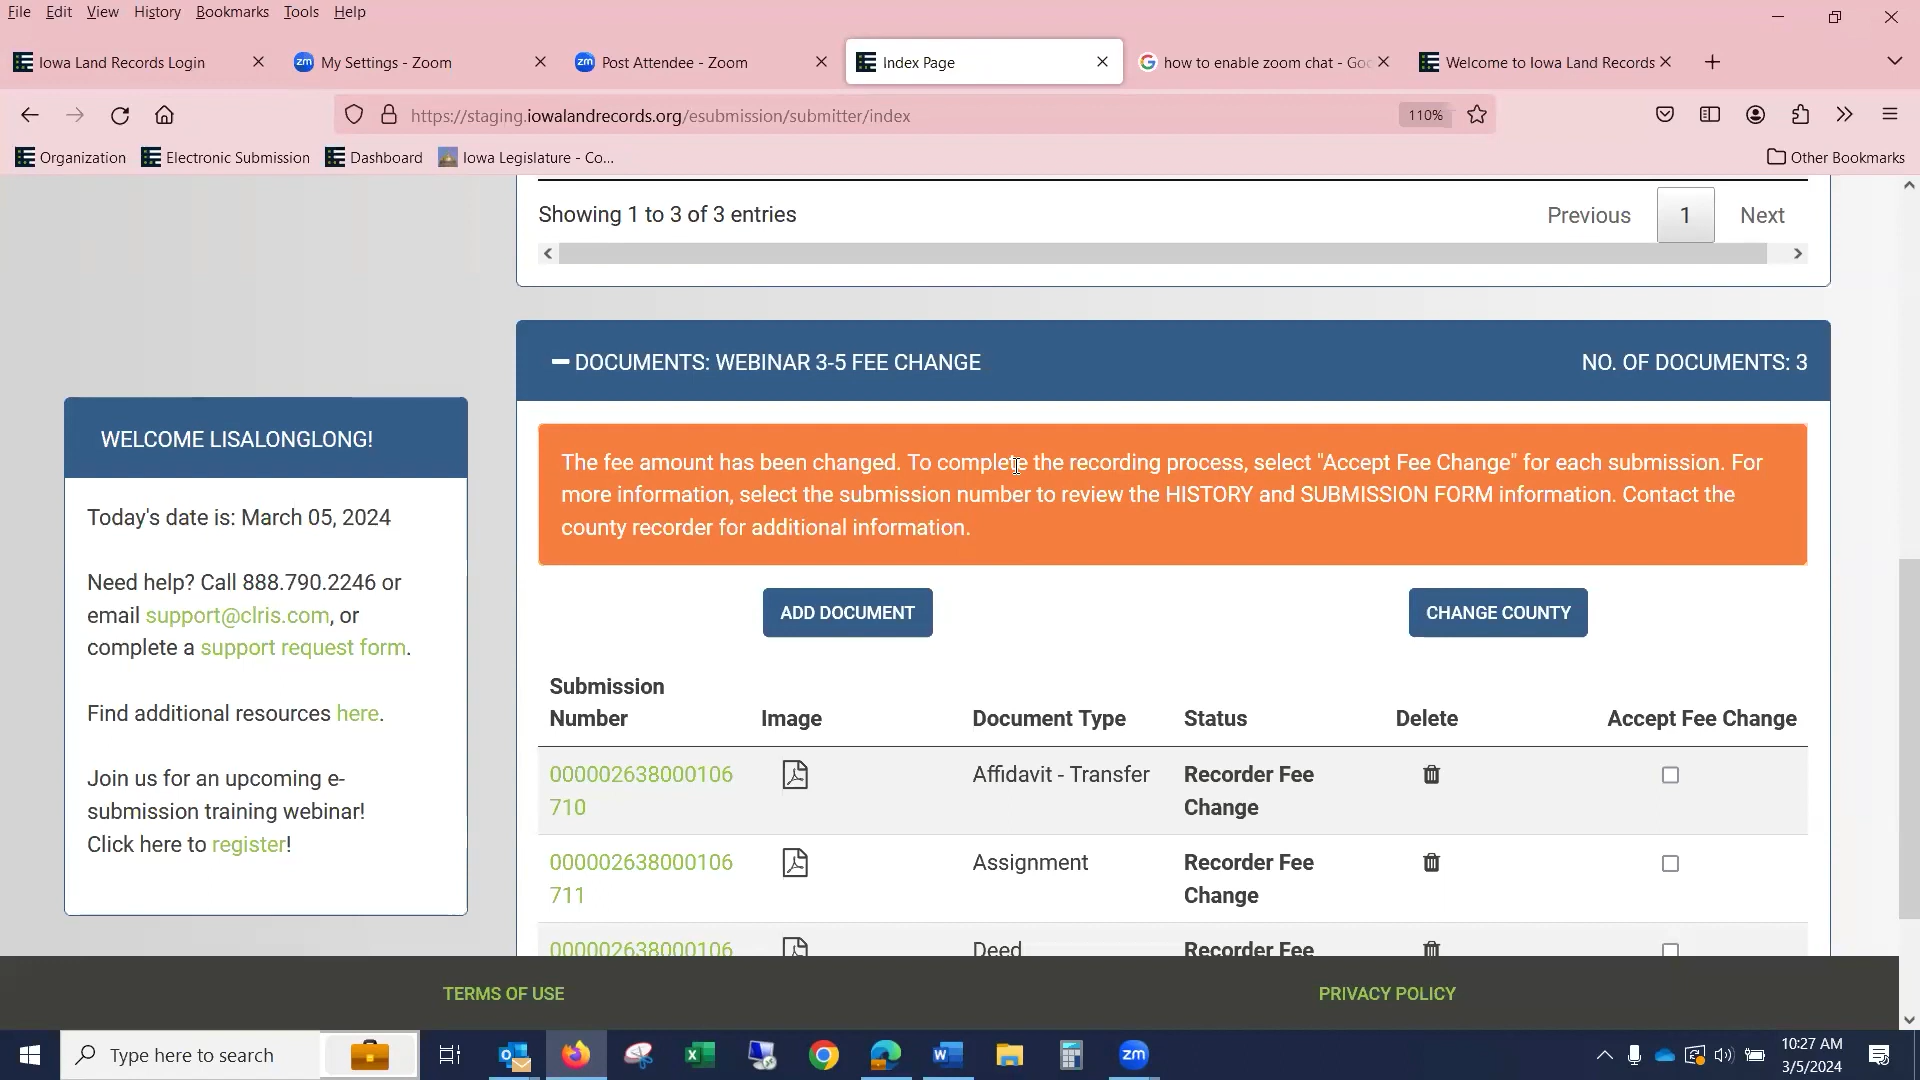 File Edit View History Bookmarks Tools Help
Iowa Land Records Login
My Settings - Zoom
Post Attendee - Zoom
Index Page
how to enable zoom chat - Goo
Welcome to Iowa Land Records
https://staging.iowalandrecords.org/esubmission/submitter/index
110%
Organization
Electronic Submission
Dashboard
Iowa Legislature - Co...
Other Bookmarks
Showing 1 to 3 of 3 entries
Previous 1 Next
DOCUMENTS: WEBINAR 3-5 FEE CHANGE
NO. OF DOCUMENTS: 3
The fee amount has been changed. To complete the recording process, select "Accept Fee Change" for each submission. For
more information, select the submission number to review the HISTORY and SUBMISSION FORM information. Contact the
county recorder for additional information.
ADD DOCUMENT
CHANGE COUNTY
Submission
Number Image Document Type Status Delete Accept Fee Change
000002638000106 Affidavit - Transfer Recorder Fee
710 Change
000002638000106 Assignment Recorder Fee
711 Change
000002638000106 Deed Recorder Fee
WELCOME LISALONGLONG!
Today's date is: March 05, 2024
Need help? Call 888.790.2246 or
email support@clris.com, or
complete a support request form.
Find additional resources here.
Join us for an upcoming e-
submission training webinar!
Click here to register!
TERMS OF USE
PRIVACY POLICY
Type here to search
zm
10:27 AM
3/5/2024